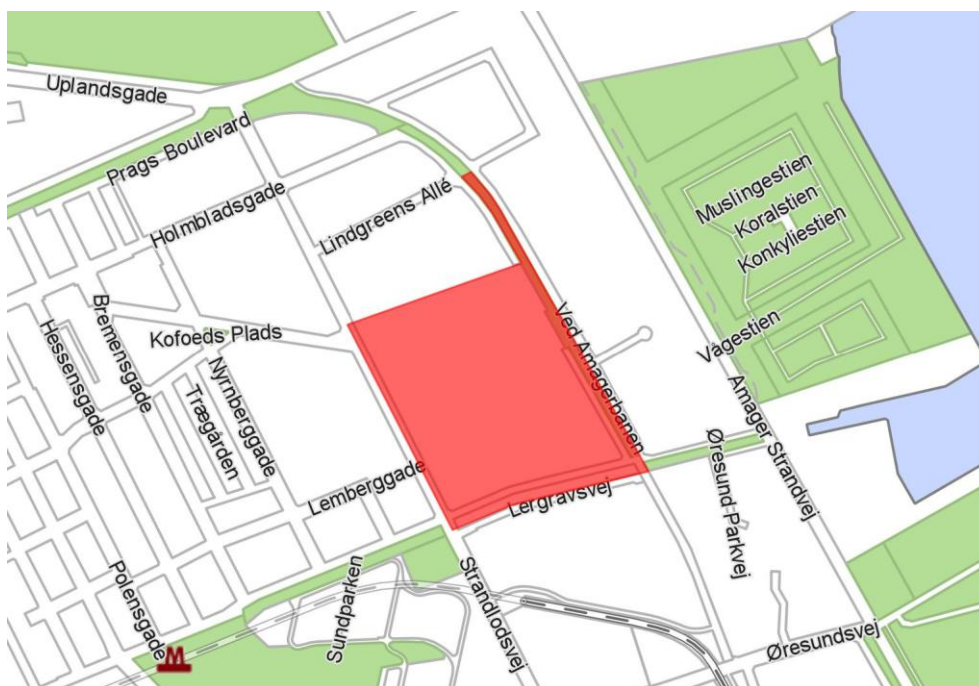 Uplandsgade
Prags Boulevard
Holmbladsgade
Lindgreens Allé
Muslingestien
Koralstien
Konkyliestien
Vågestien
Kofoeds Plads
Bremensgade
Hessensgade
Nyrnberggade
Trægården
Ved Amagerbanen
Amager Strandvej
Lemberggade
Lergravsvej
Øresund Parkvej
Polensgade
Sundparken
Strandlodsvej
Øresundsvej
M